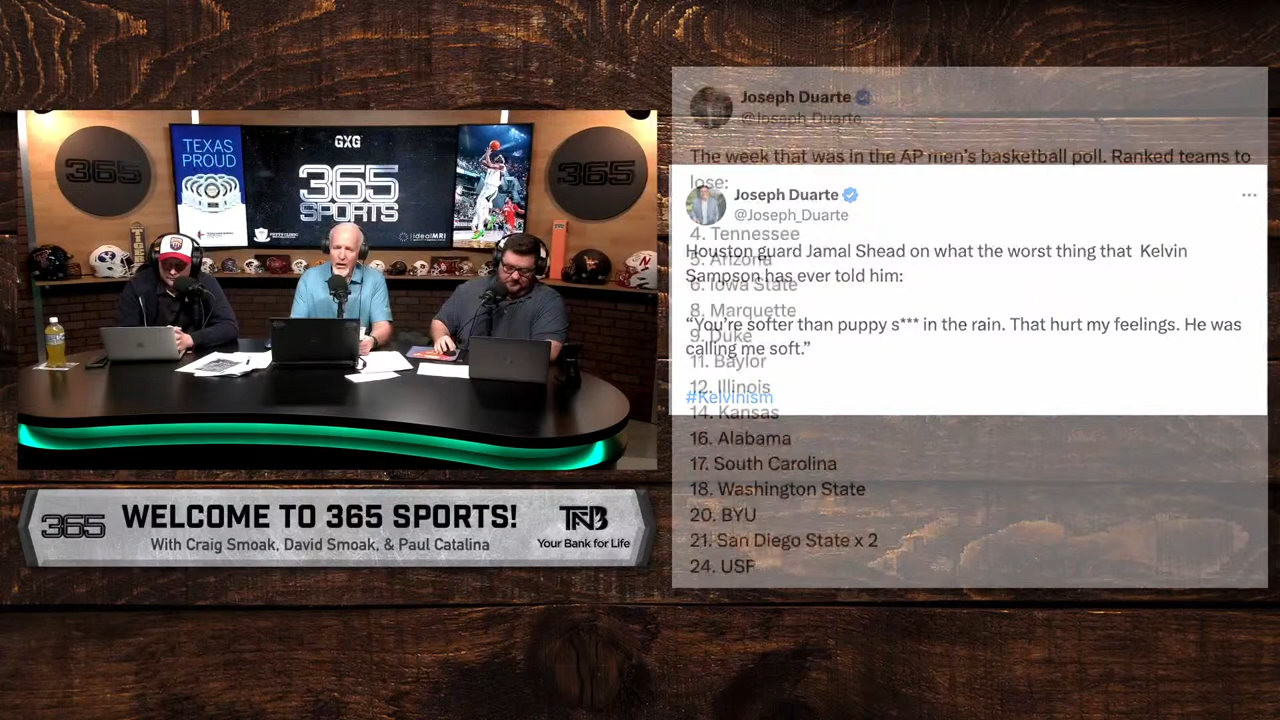 365
TEXAS
PROUD
GXG
365
SPORTS
idealMRI
365
WELCOME TO 365 SPORTS!
With Craig Smoak, David Smoak, & Paul Catalina
365
TNB
Your Bank for Life
Joseph Duarte
@Joseph_Duarte
The week that was in the AP men's basketball poll. Ranked teams to
lose:
4. Tennessee
5. Arizona
6. Iowa State
8. Marquette
9. Duke
11. Baylor
12. Illinois
14. Kansas
16. Alabama
17. South Carolina
18. Washington State
20. BYU
21. San Diego State x 2
24. USF
Joseph Duarte
@Joseph_Duarte
Houston guard Jamal Shead on what the worst thing that Kelvin
Sampson has ever told him:
“You're softer than puppy s*** in the rain. That hurt my feelings. He was
calling me soft.”
#Kelvinism